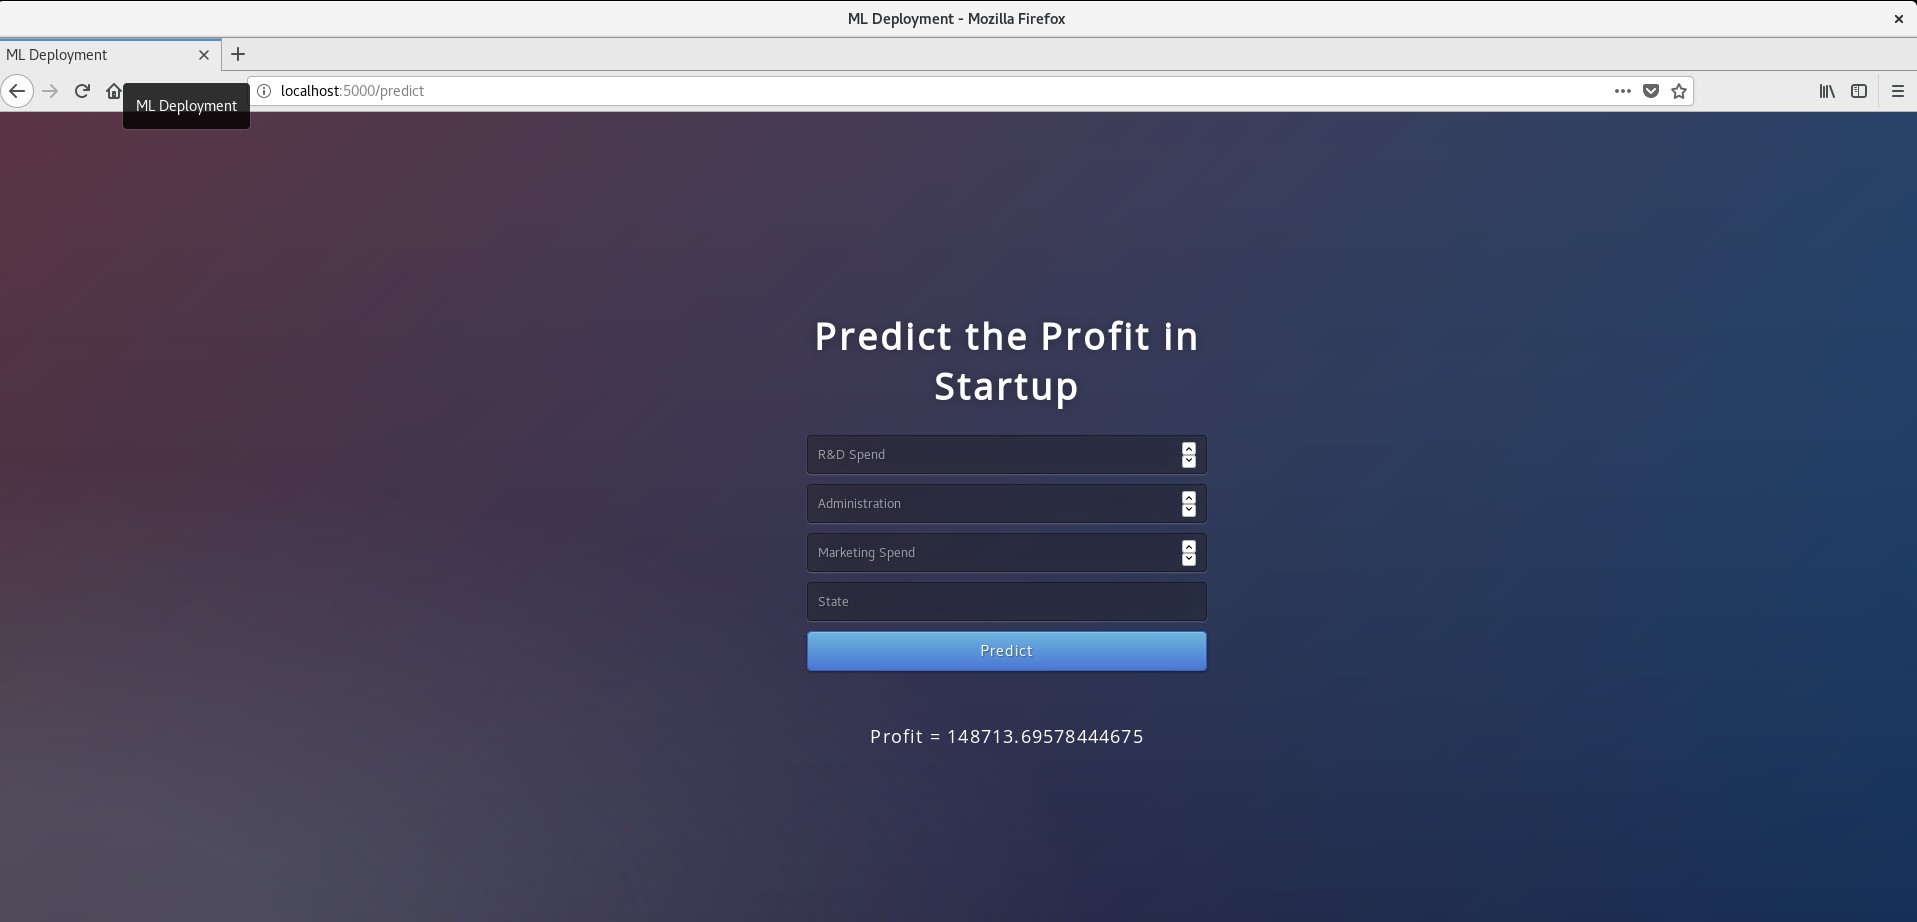 ML Deployment - Mozilla Firefox
ML Deployment
localhost:5000/predict
ML Deployment
Predict the Profit in
Startup
R&D Spend
Administration
Marketing Spend
State
Predict
Profit = 148713.69578444675